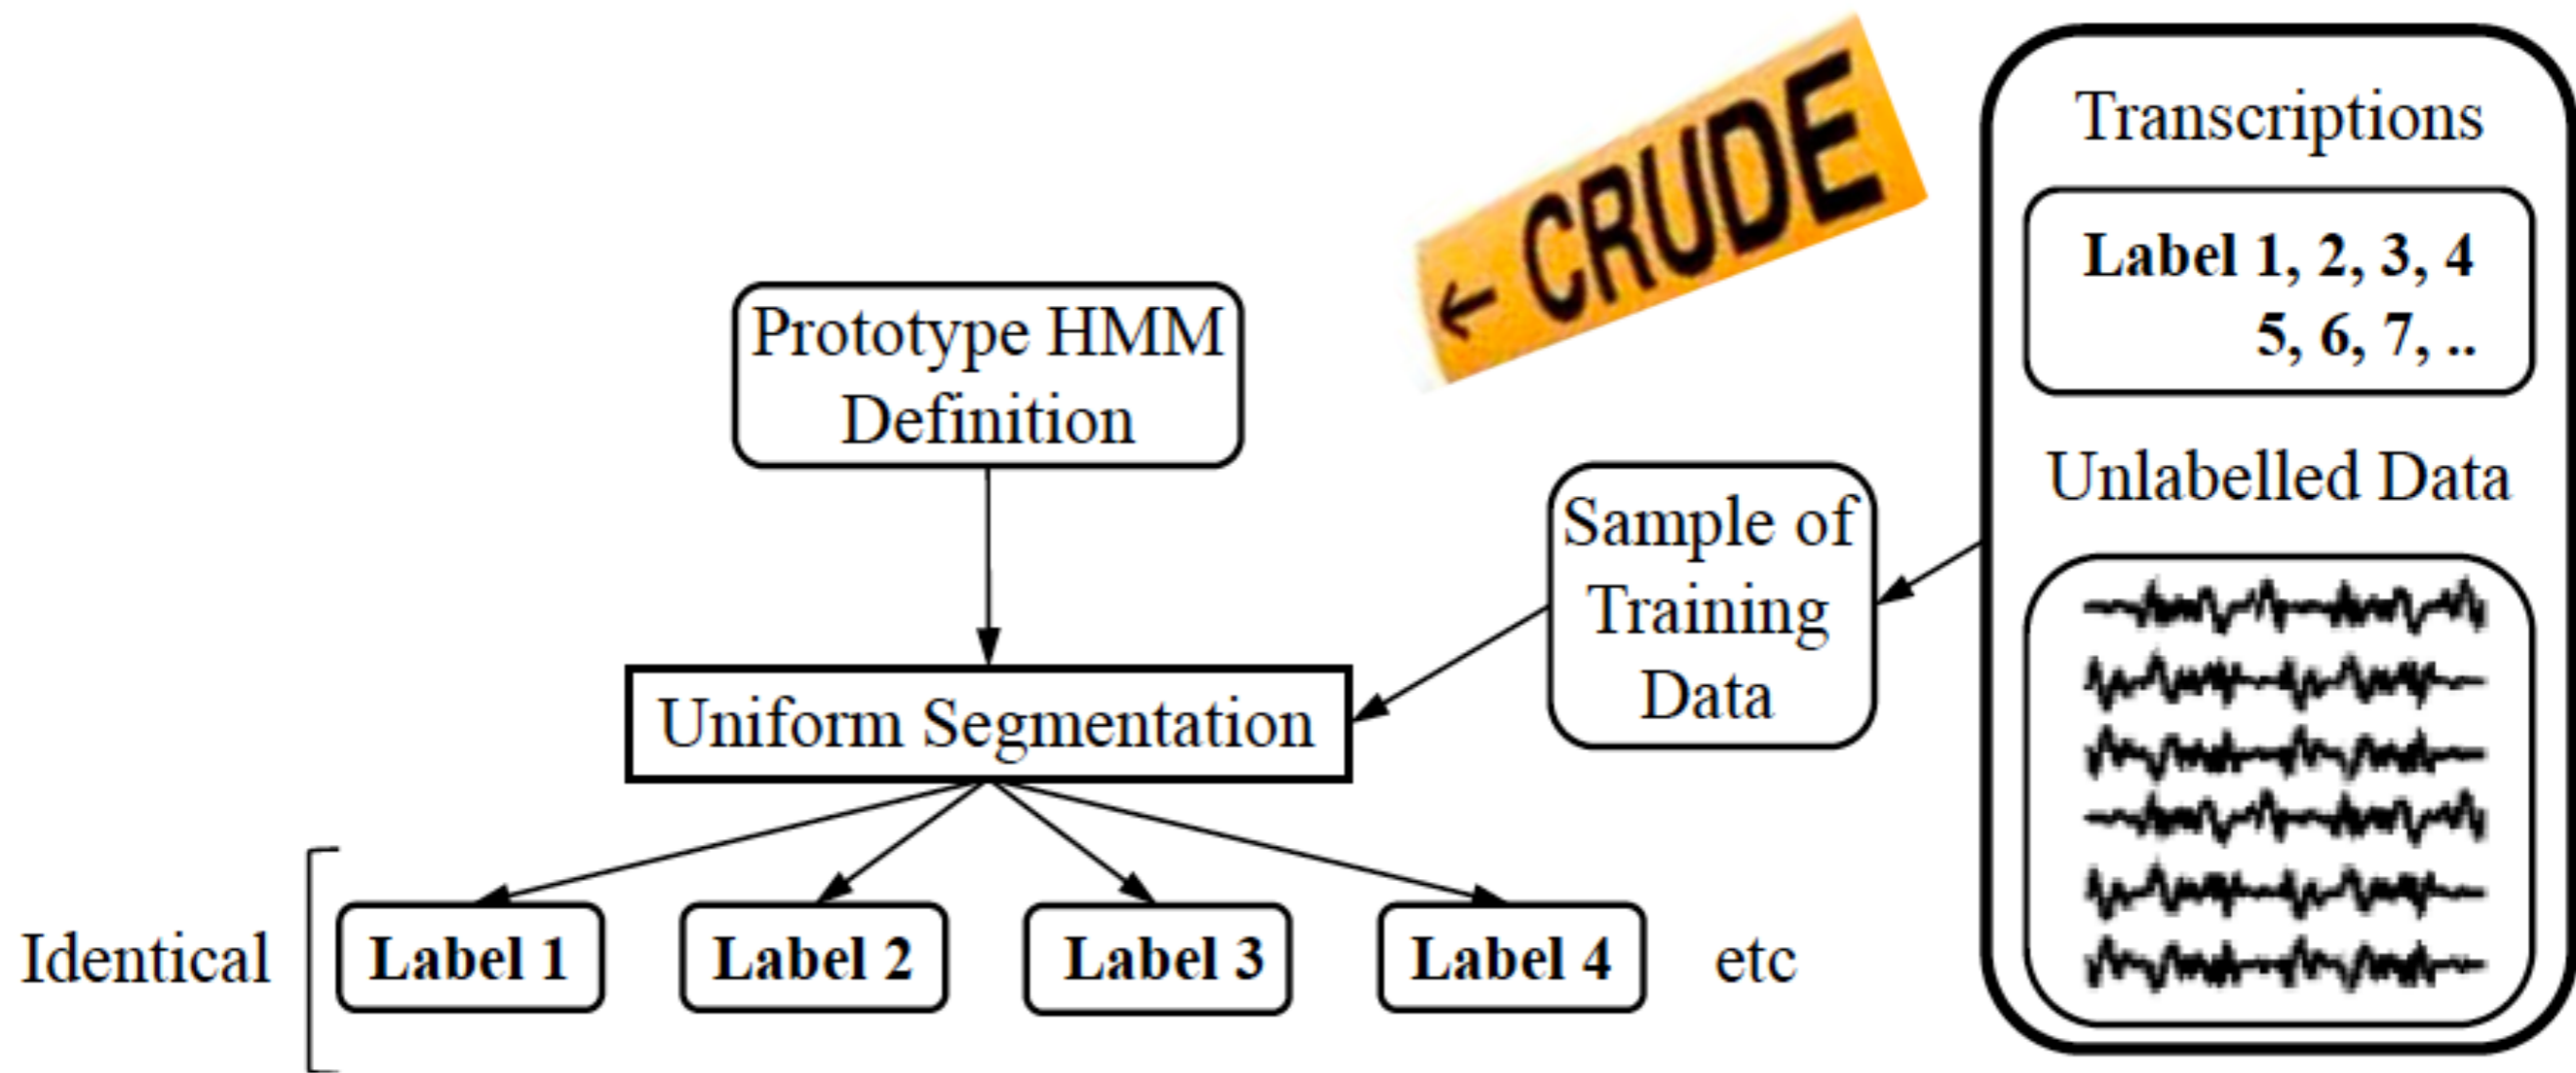 ← CRUDE
Transcriptions
Label 1, 2, 3, 4
5, 6, 7, ..
Unlabelled Data
Prototype HMM
Definition
Sample of
Training
Data
Uniform Segmentation
Identical
Label 1
Label 2
Label 3
Label 4
etc